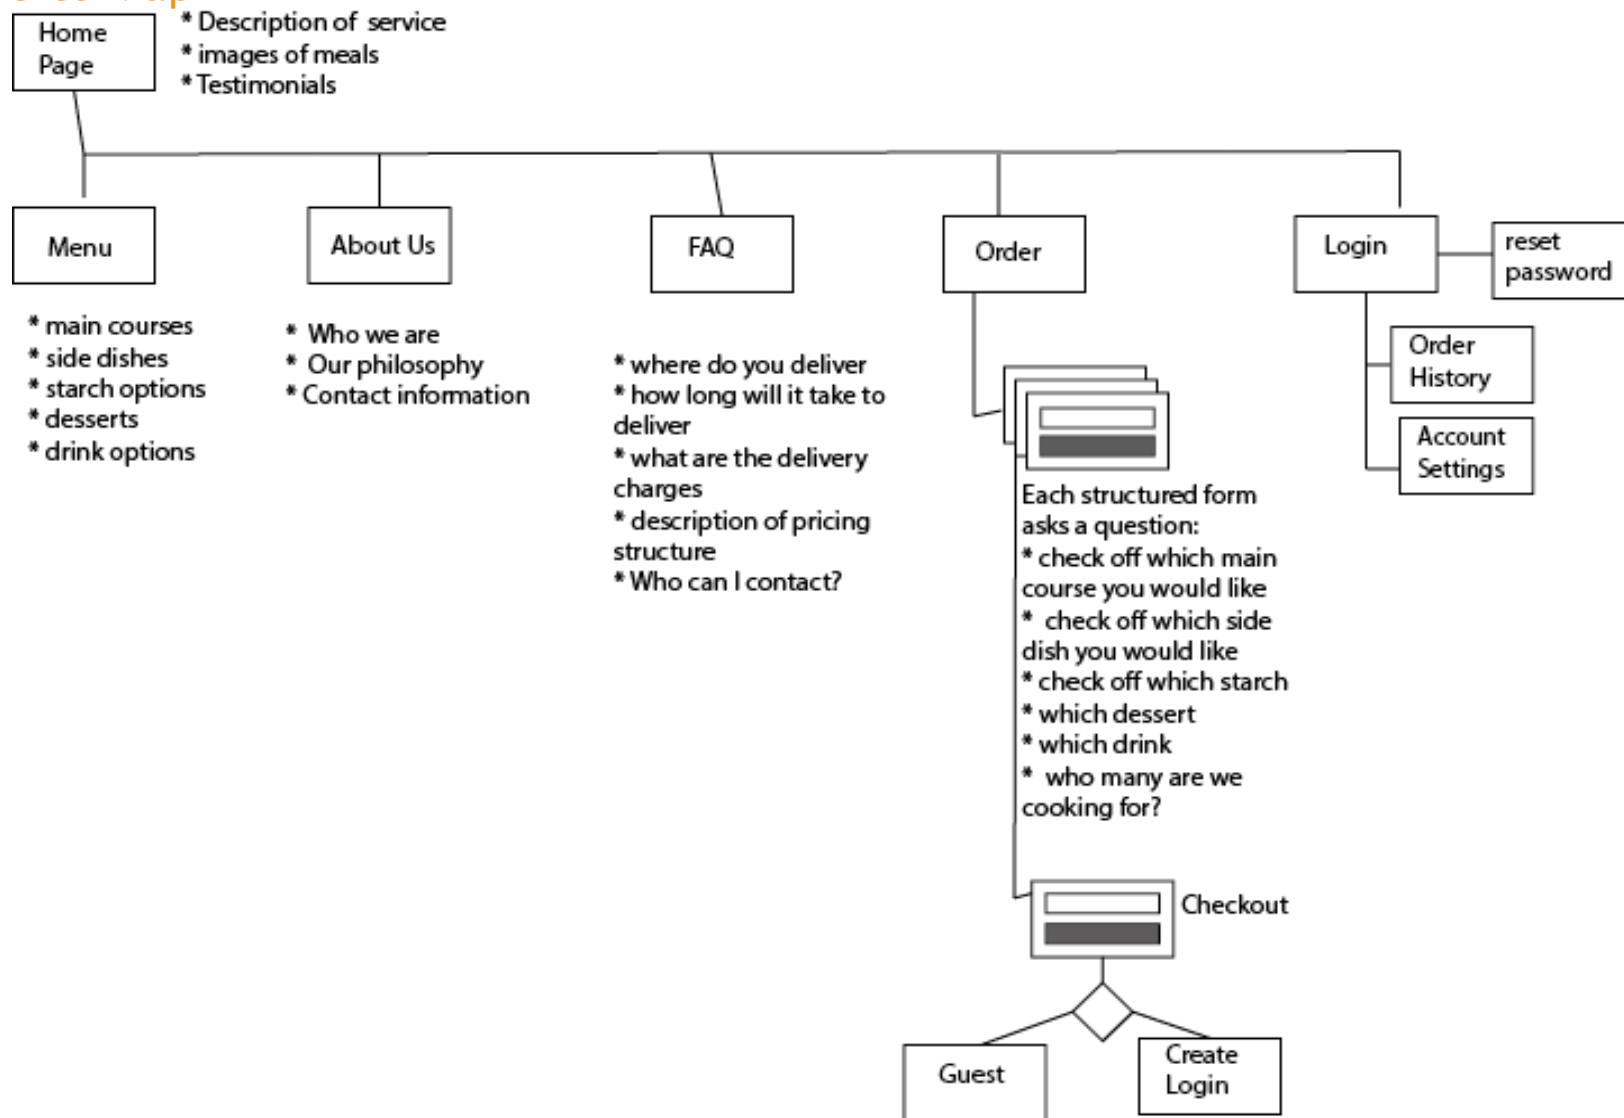 Home
Page
* Description of service
* images of meals
* Testimonials
Menu
* main courses
* side dishes
* starch options
* desserts
* drink options
About Us
* Who we are
* Our philosophy
* Contact information
FAQ
* where do you deliver
* how long will it take to
deliver
* what are the delivery
charges
* description of pricing
structure
* Who can I contact?
Order
Each structured form
asks a question:
* check off which main
course you would like
* check off which side
dish you would like
* check off which starch
* which dessert
* which drink
* who many are we
cooking for?
Checkout
Guest
Create
Login
Login
reset
password
Order
History
Account
Settings